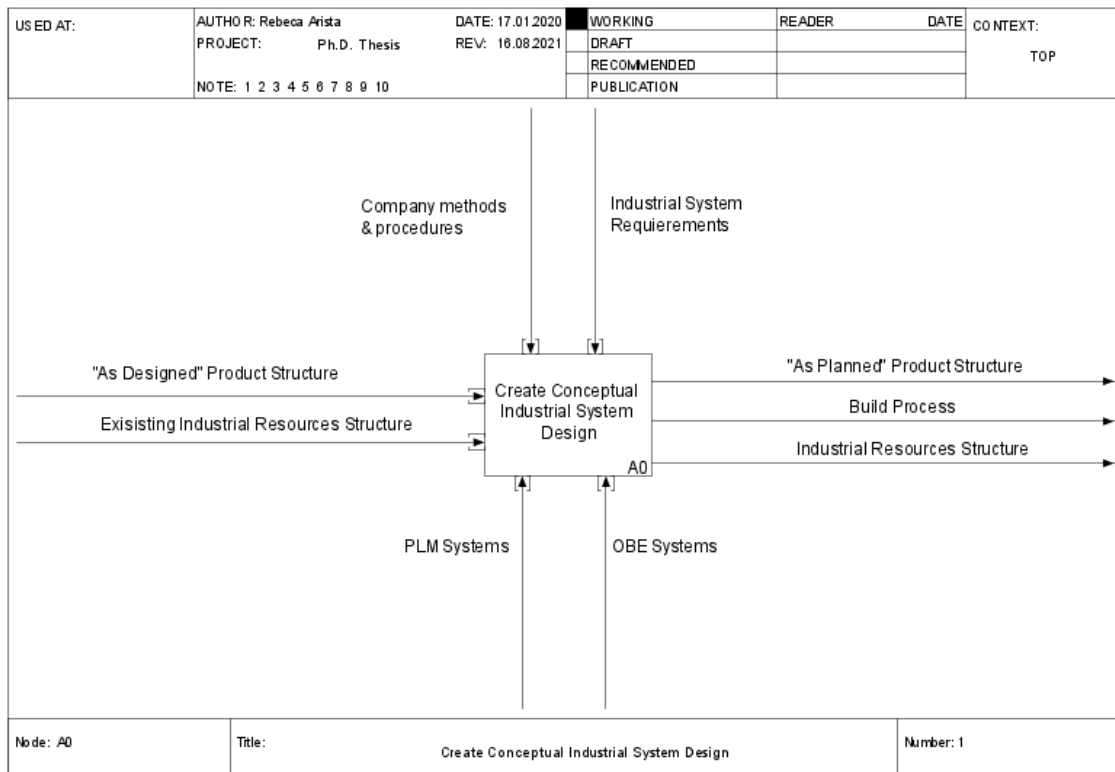 USED AT:
AUTHOR: Rebeca Arista
DATE: 17.01.2020
WORKING
READER
DATE
CONTEXT:
PROJECT: Ph.D. Thesis
REV: 16.08.2021
DRAFT
TOP
RECOMMENDED
NOTE: 1 2 3 4 5 6 7 8 9 10
PUBLICATION
Company methods
& procedures
Industrial System
Requierements
"As Designed" Product Structure
Exisisting Industrial Resources Structure
Create Conceptual
Industrial System
Design
A0
"As Planned" Product Structure
Build Process
Industrial Resources Structure
PLM Systems
OBE Systems
Node: A0
Title:
Create Conceptual Industrial System Design
Number: 1